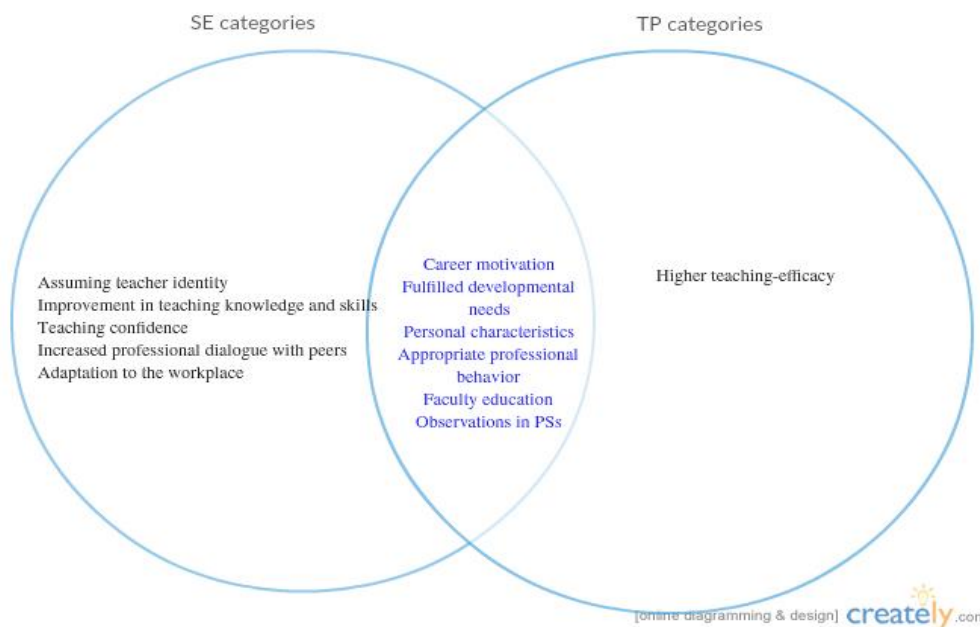 SE categories
TP categories
Assuming teacher identity
Improvement in teaching knowledge and skills
Teaching confidence
Increased professional dialogue with peers
Adaptation to the workplace
Career motivation
Fulfilled developmental
needs
Personal characteristics
Appropriate professional
behavior
Faculty education
Observations in PSs
Higher teaching-efficacy
[online diagramming & design] creately.com